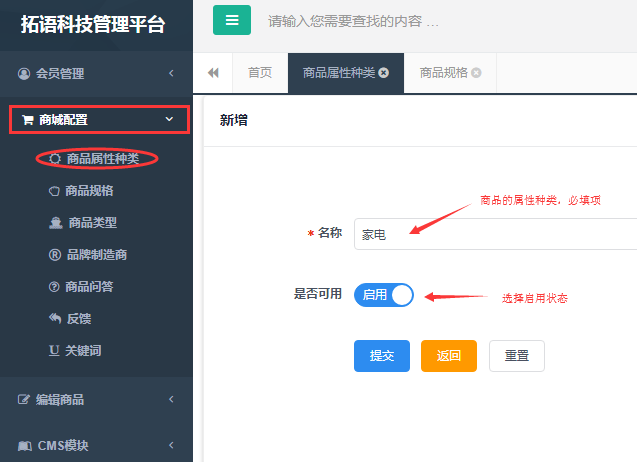 拓语科技管理平台
请输入您需要查找的内容 ...
会员管理
首页
商品属性种类
商品规格
新增
商城配置
商品属性种类
商品规格
商品类型
品牌制造商
商品问答
反馈
关键词
编辑商品
CMS模块
商品的属性种类，必填项
* 名称
家电
是否可用
启用
选择启用状态
提交
返回
重置